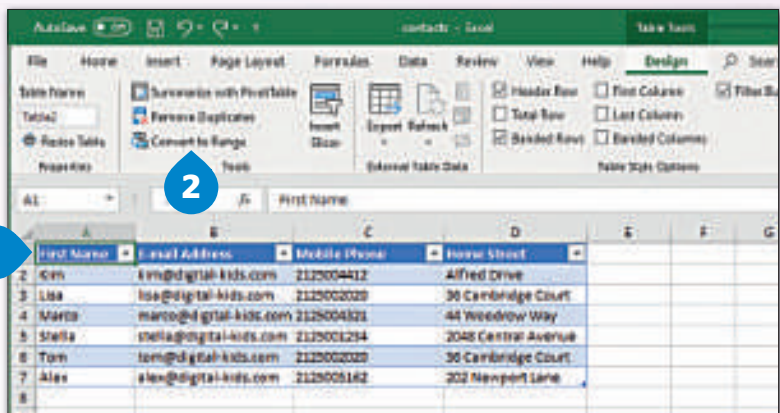 AutoSave Off contacts - Excel Table Tools
File Home Insert Page Layout Formulas Data Review View Help Design Sear
Table Name:
Table2
Resize Table
Properties
Summarize with PivotTable
Remove Duplicates
Convert to Range
Tools
Insert Slicer
Export Refresh
External Table Data
Header Row First Column Filter Bu
Total Row Last Column
Banded Rows Banded Columns
Table Style Options
2
A1 fx First Name
A B C D E F G
First Name E-mail Address Mobile Phone Home Street
2 Kim kim@digital-kids.com 2125004412 Alfred Drive
3 Lisa lisa@digital-kids.com 2125002020 36 Cambridge Court
4 Marco marco@digital-kids.com 2125004321 44 Woodrow Way
5 Stella stella@digital-kids.com 2125001234 2048 Central Avenue
6 Tom tom@digital-kids.com 2125002020 36 Cambridge Court
7 Alex alex@digital-kids.com 2125005162 202 Newport Lane
8